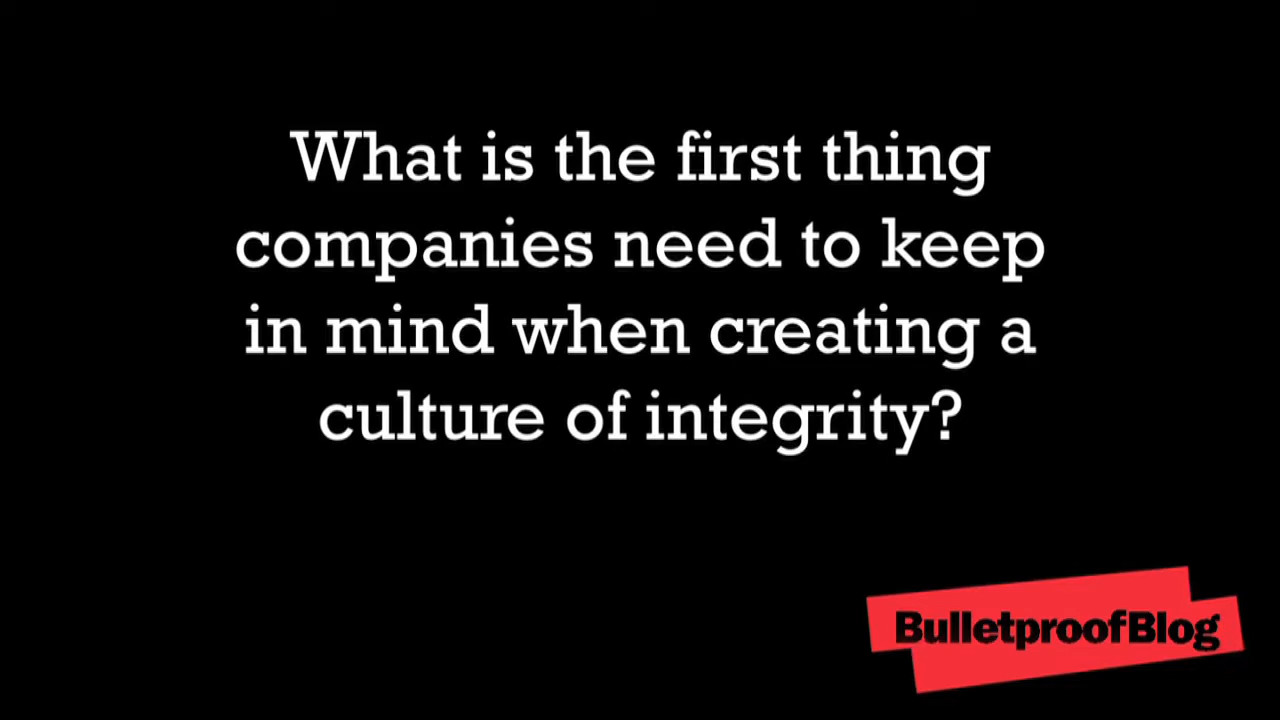 What is the first thing
companies need to keep
in mind when creating a
culture of integrity?
BulletproofBlog